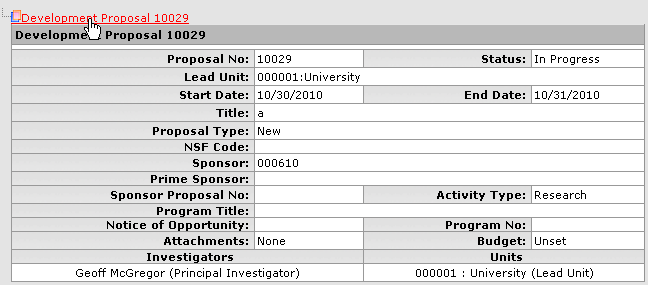 Development Proposal 10029
Development Proposal 10029
Proposal No: 10029 Status: In Progress
Lead Unit: 000001:University
Start Date: 10/30/2010 End Date: 10/31/2010
Title: a
Proposal Type: New
NSF Code:
Sponsor: 000610
Prime Sponsor:
Sponsor Proposal No: Activity Type: Research
Program Title:
Notice of Opportunity: Program No:
Attachments: None Budget: Unset
Investigators Units
Geoff McGregor (Principal Investigator) 000001 : University (Lead Unit)